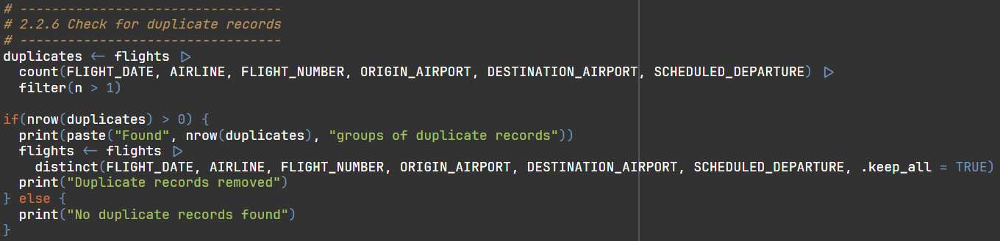 # ---------------------------------
# 2.2.6 Check for duplicate records
# ---------------------------------
duplicates <- flights |>
  count(FLIGHT_DATE, AIRLINE, FLIGHT_NUMBER, ORIGIN_AIRPORT, DESTINATION_AIRPORT, SCHEDULED_DEPARTURE) |>
  filter(n > 1)

if(nrow(duplicates) > 0) {
  print(paste("Found", nrow(duplicates), "groups of duplicate records"))
  flights <- flights |>
    distinct(FLIGHT_DATE, AIRLINE, FLIGHT_NUMBER, ORIGIN_AIRPORT, DESTINATION_AIRPORT, SCHEDULED_DEPARTURE, .keep_all = TRUE)
  print("Duplicate records removed")
} else {
  print("No duplicate records found")
}